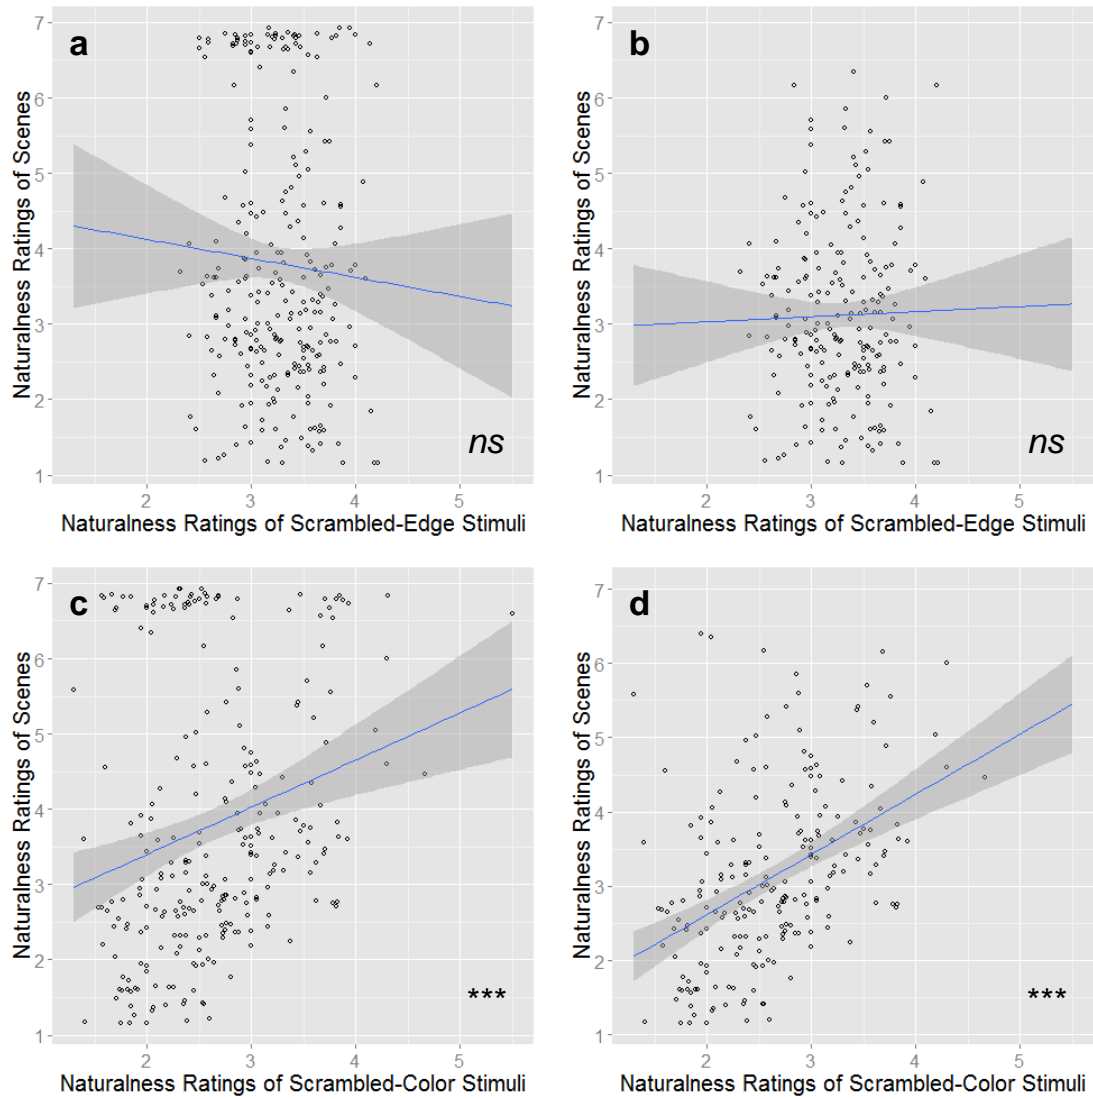 a
Naturalness Ratings of Scenes
7
6
5
4
3
2
1
ns
2 3 4 5
Naturalness Ratings of Scrambled-Edge Stimuli
b
Naturalness Ratings of Scenes
7
6
5
4
3
2
1
ns
2 3 4 5
Naturalness Ratings of Scrambled-Edge Stimuli
c
Naturalness Ratings of Scenes
7
6
5
4
3
2
1
***
2 3 4 5
Naturalness Ratings of Scrambled-Color Stimuli
d
Naturalness Ratings of Scenes
7
6
5
4
3
2
1
***
2 3 4 5
Naturalness Ratings of Scrambled-Color Stimuli